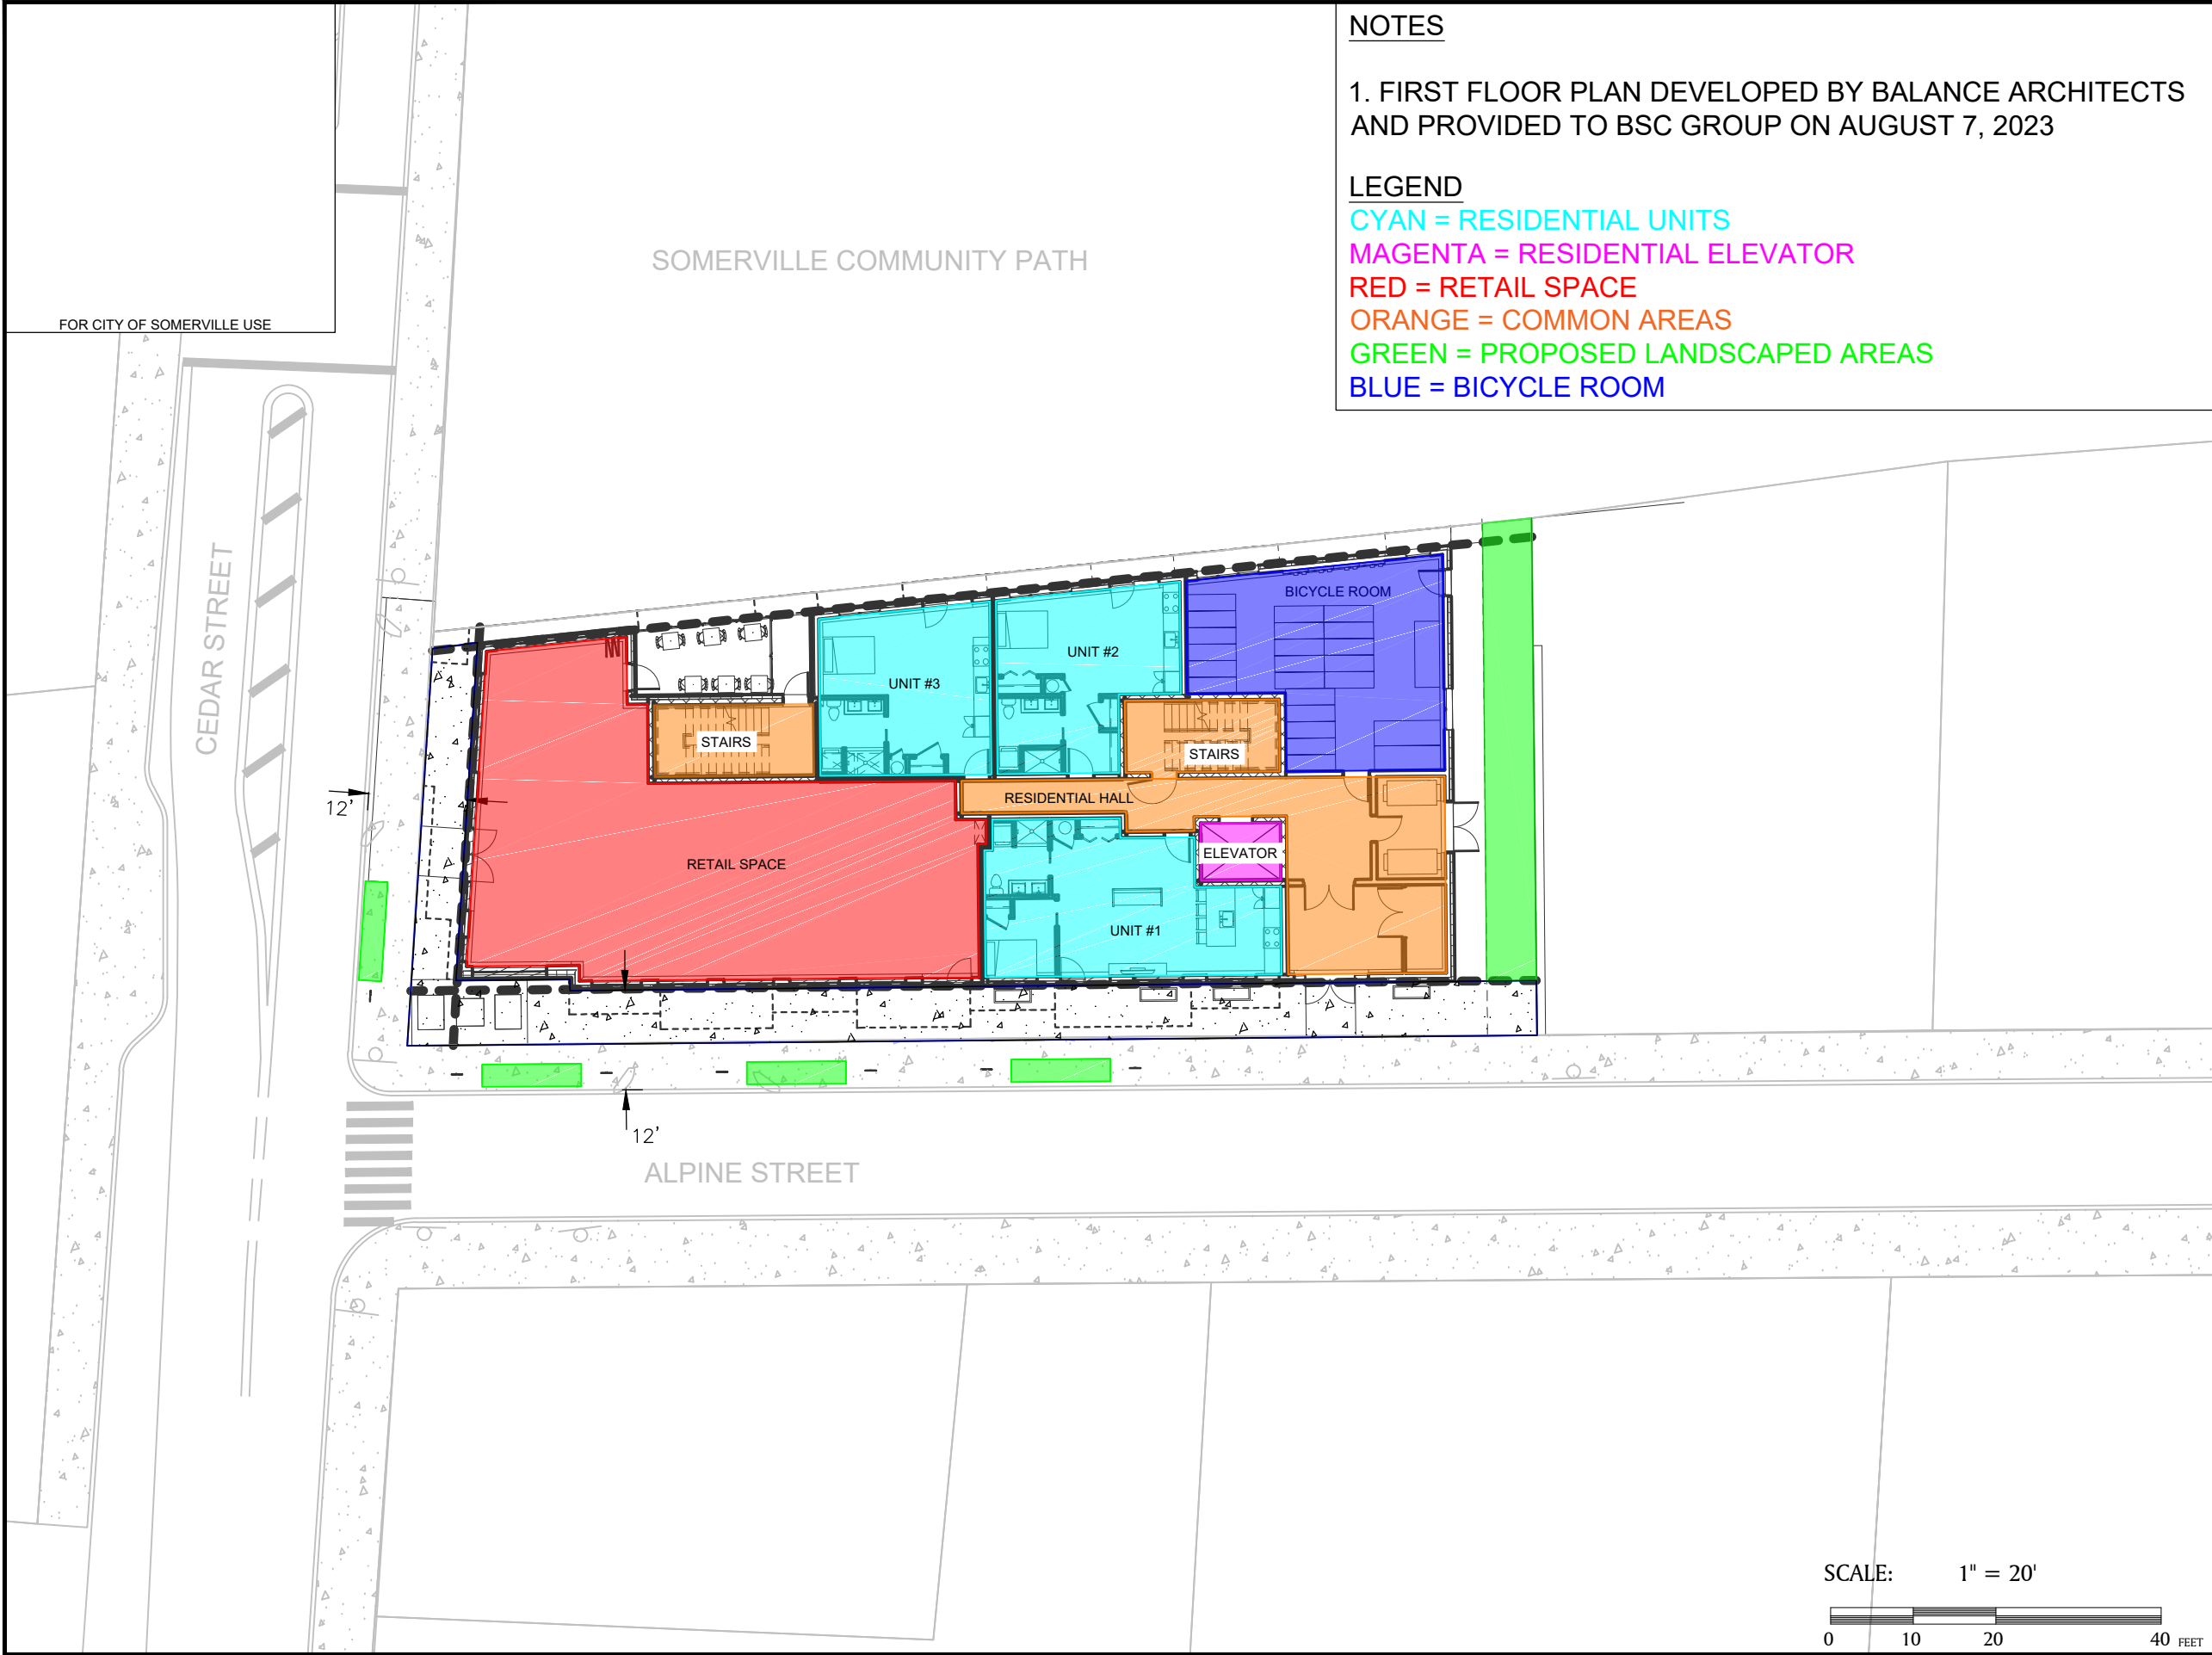 NOTES
1. FIRST FLOOR PLAN DEVELOPED BY BALANCE ARCHITECTS
AND PROVIDED TO BSC GROUP ON AUGUST 7, 2023
LEGEND
CYAN = RESIDENTIAL UNITS
MAGENTA = RESIDENTIAL ELEVATOR
RED = RETAIL SPACE
ORANGE = COMMON AREAS
GREEN = PROPOSED LANDSCAPED AREAS
BLUE = BICYCLE ROOM
SOMERVILLE COMMUNITY PATH
FOR CITY OF SOMERVILLE USE
CEDAR STREET
BICYCLE ROOM
UNIT #2
UNIT #3
STAIRS
STAIRS
RESIDENTIAL HALL
12'
RETAIL SPACE
ELEVATOR
UNIT #1
12'
ALPINE STREET
SCALE: 1" = 20'
0 10 20 40 FEET